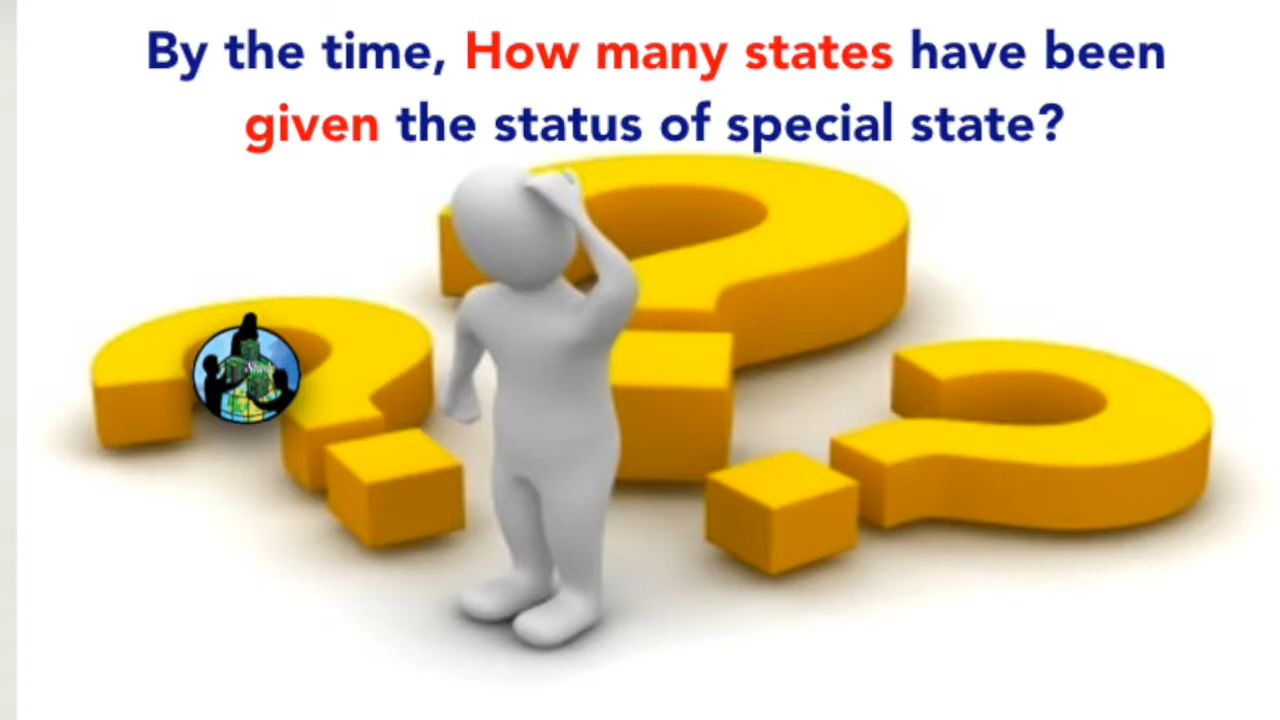 By the time, How many states have been
given the status of special state?